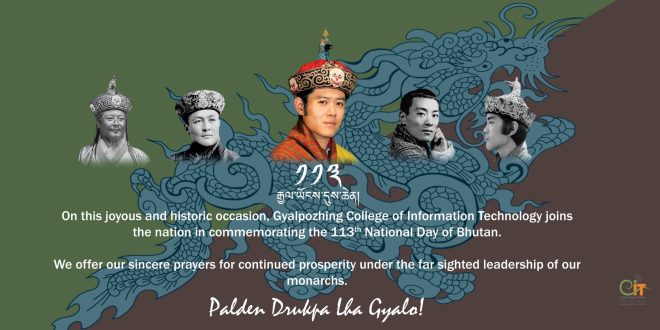 ༡༡༣
རྒྱལ་ཡོངས་དུས་ཆེན།
On this joyous and historic occasion, Gyalpozhing College of Information Technology joins
the nation in commemorating the 113th National Day of Bhutan.
We offer our sincere prayers for continued prosperity under the far sighted leadership of our
monarchs.
Palden Drukpa Lha Gyalo!
CiT